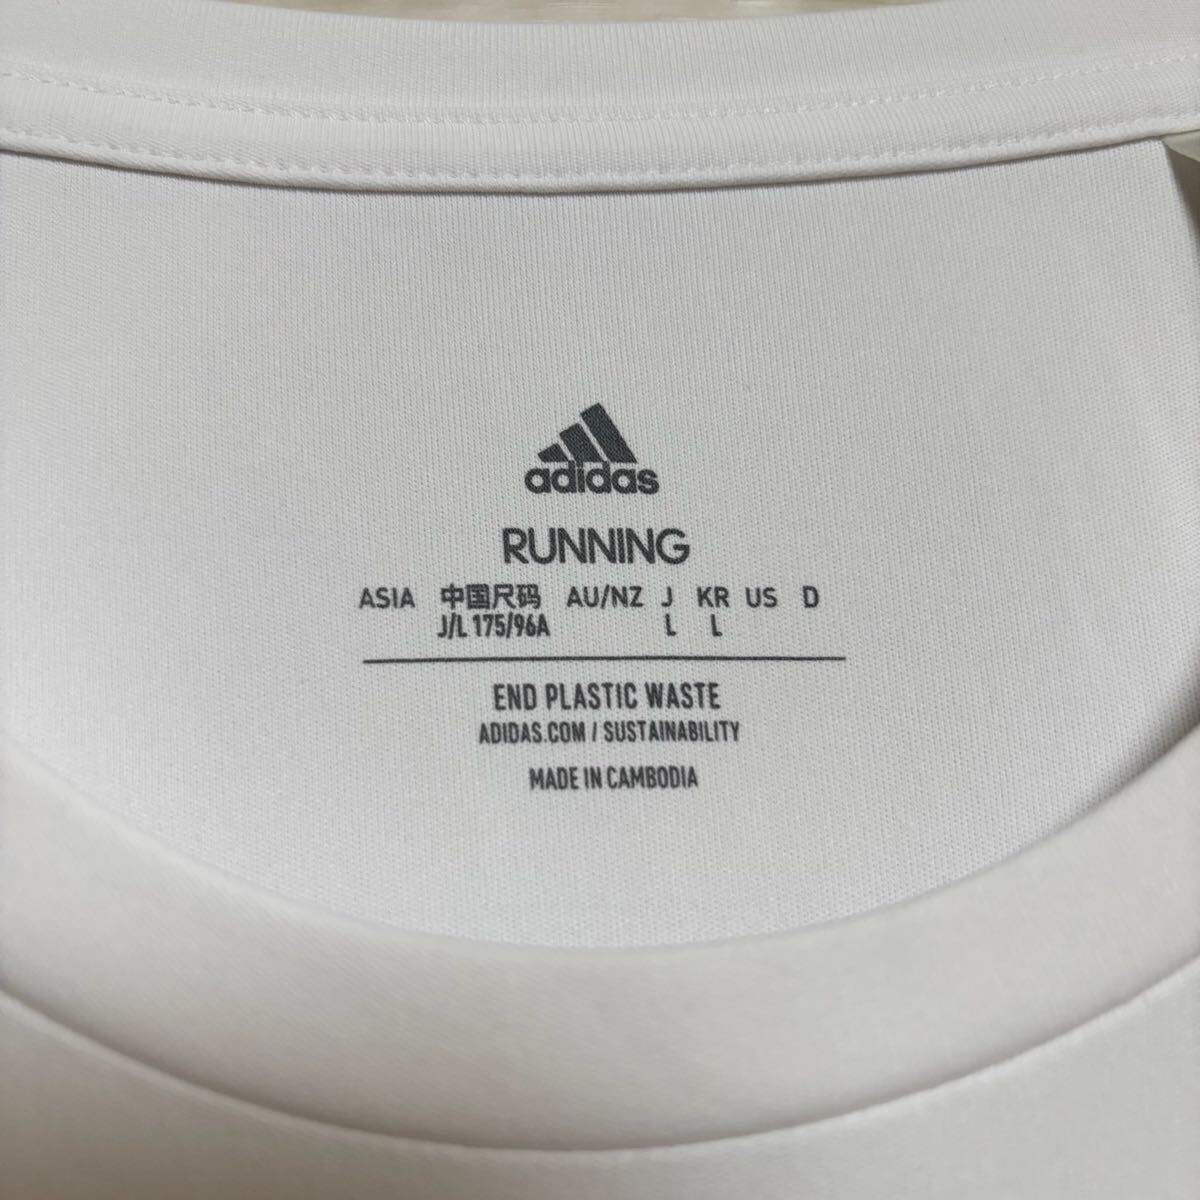 adidas
RUNNING
ASIA 中国尺码 AU/NZ J KR US D
J/L 175/96A L L
END PLASTIC WASTE
ADIDAS.COM / SUSTAINABILITY
MADE IN CAMBODIA